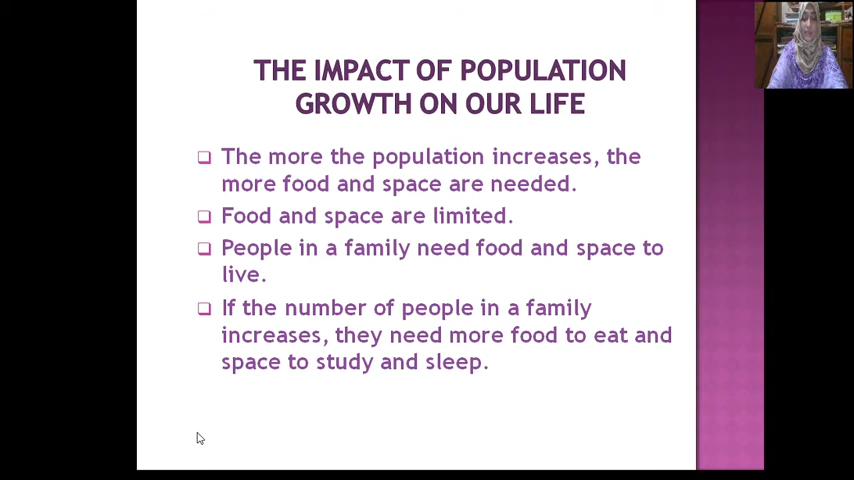 THE IMPACT OF POPULATION
GROWTH ON OUR LIFE
The more the population increases, the
more food and space are needed.
Food and space are limited.
People in a family need food and space to
live.
If the number of people in a family
increases, they need more food to eat and
space to study and sleep.